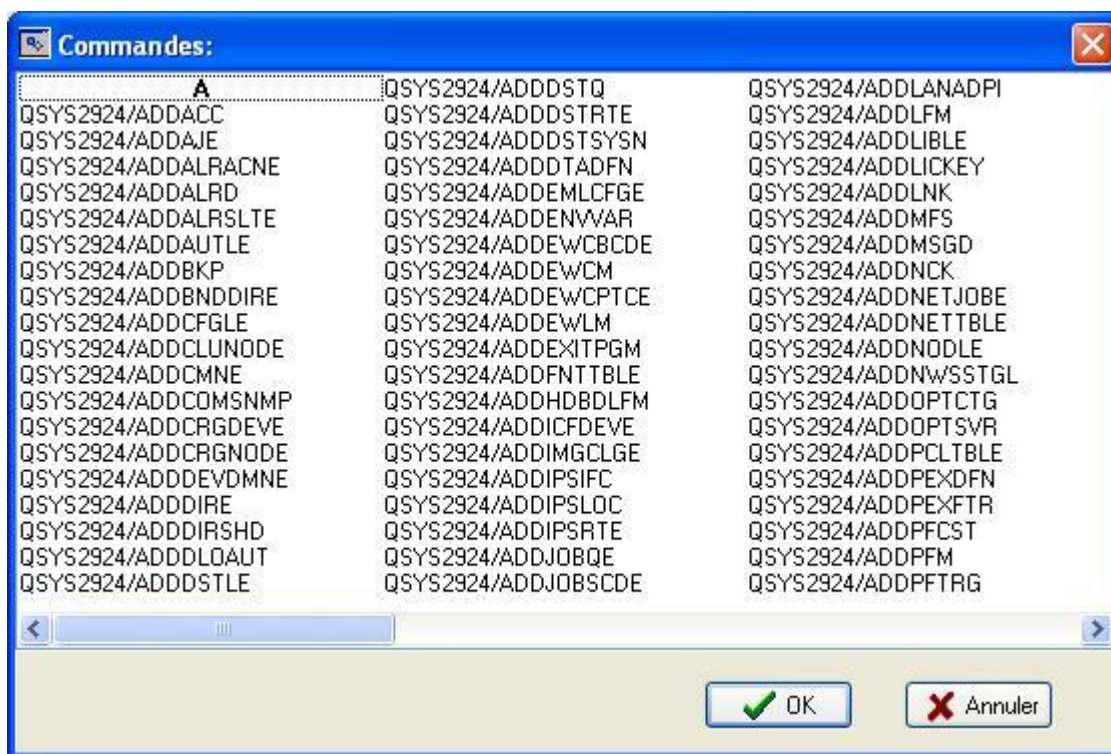 Commandes:
A
QSYS2924/ADDACC
QSYS2924/ADDAJE
QSYS2924/ADDALRACNE
QSYS2924/ADDALRD
QSYS2924/ADDALRSLTE
QSYS2924/ADDAUTLE
QSYS2924/ADDBKP
QSYS2924/ADDBNDDIRE
QSYS2924/ADDCFGLE
QSYS2924/ADDCLUNODE
QSYS2924/ADDCMNE
QSYS2924/ADDCOMSNMP
QSYS2924/ADDCRGDEVE
QSYS2924/ADDCRGNODE
QSYS2924/ADDDEVDMNE
QSYS2924/ADDDIRE
QSYS2924/ADDDIRSHD
QSYS2924/ADDDLOAUT
QSYS2924/ADDDSTLE
QSYS2924/ADDDSTQ
QSYS2924/ADDDSTRTE
QSYS2924/ADDDSTSYSN
QSYS2924/ADDDTADFN
QSYS2924/ADDEMLCFGE
QSYS2924/ADDENVVAR
QSYS2924/ADDEWCBCDE
QSYS2924/ADDEWCM
QSYS2924/ADDEWCPTCE
QSYS2924/ADDEWLM
QSYS2924/ADDEXITPGM
QSYS2924/ADDFNTTBLE
QSYS2924/ADDHDBDLFM
QSYS2924/ADDICFDEVE
QSYS2924/ADDIMGCLGE
QSYS2924/ADDIPSIFC
QSYS2924/ADDIPSLOC
QSYS2924/ADDIPSRTE
QSYS2924/ADDJOBQE
QSYS2924/ADDJOBSCDE
QSYS2924/ADDLANADPI
QSYS2924/ADDLFM
QSYS2924/ADDLIBLE
QSYS2924/ADDLICKEY
QSYS2924/ADDLNK
QSYS2924/ADDMFS
QSYS2924/ADDMSGD
QSYS2924/ADDNCK
QSYS2924/ADDNETJOBE
QSYS2924/ADDNETTBLE
QSYS2924/ADDNODLE
QSYS2924/ADDNWSSTGL
QSYS2924/ADDOPTCTG
QSYS2924/ADDOPTSVR
QSYS2924/ADDPCLTBLE
QSYS2924/ADDPEXDFN
QSYS2924/ADDPEXFTR
QSYS2924/ADDPFCST
QSYS2924/ADDPFM
QSYS2924/ADDPFTRG
OK
Annuler